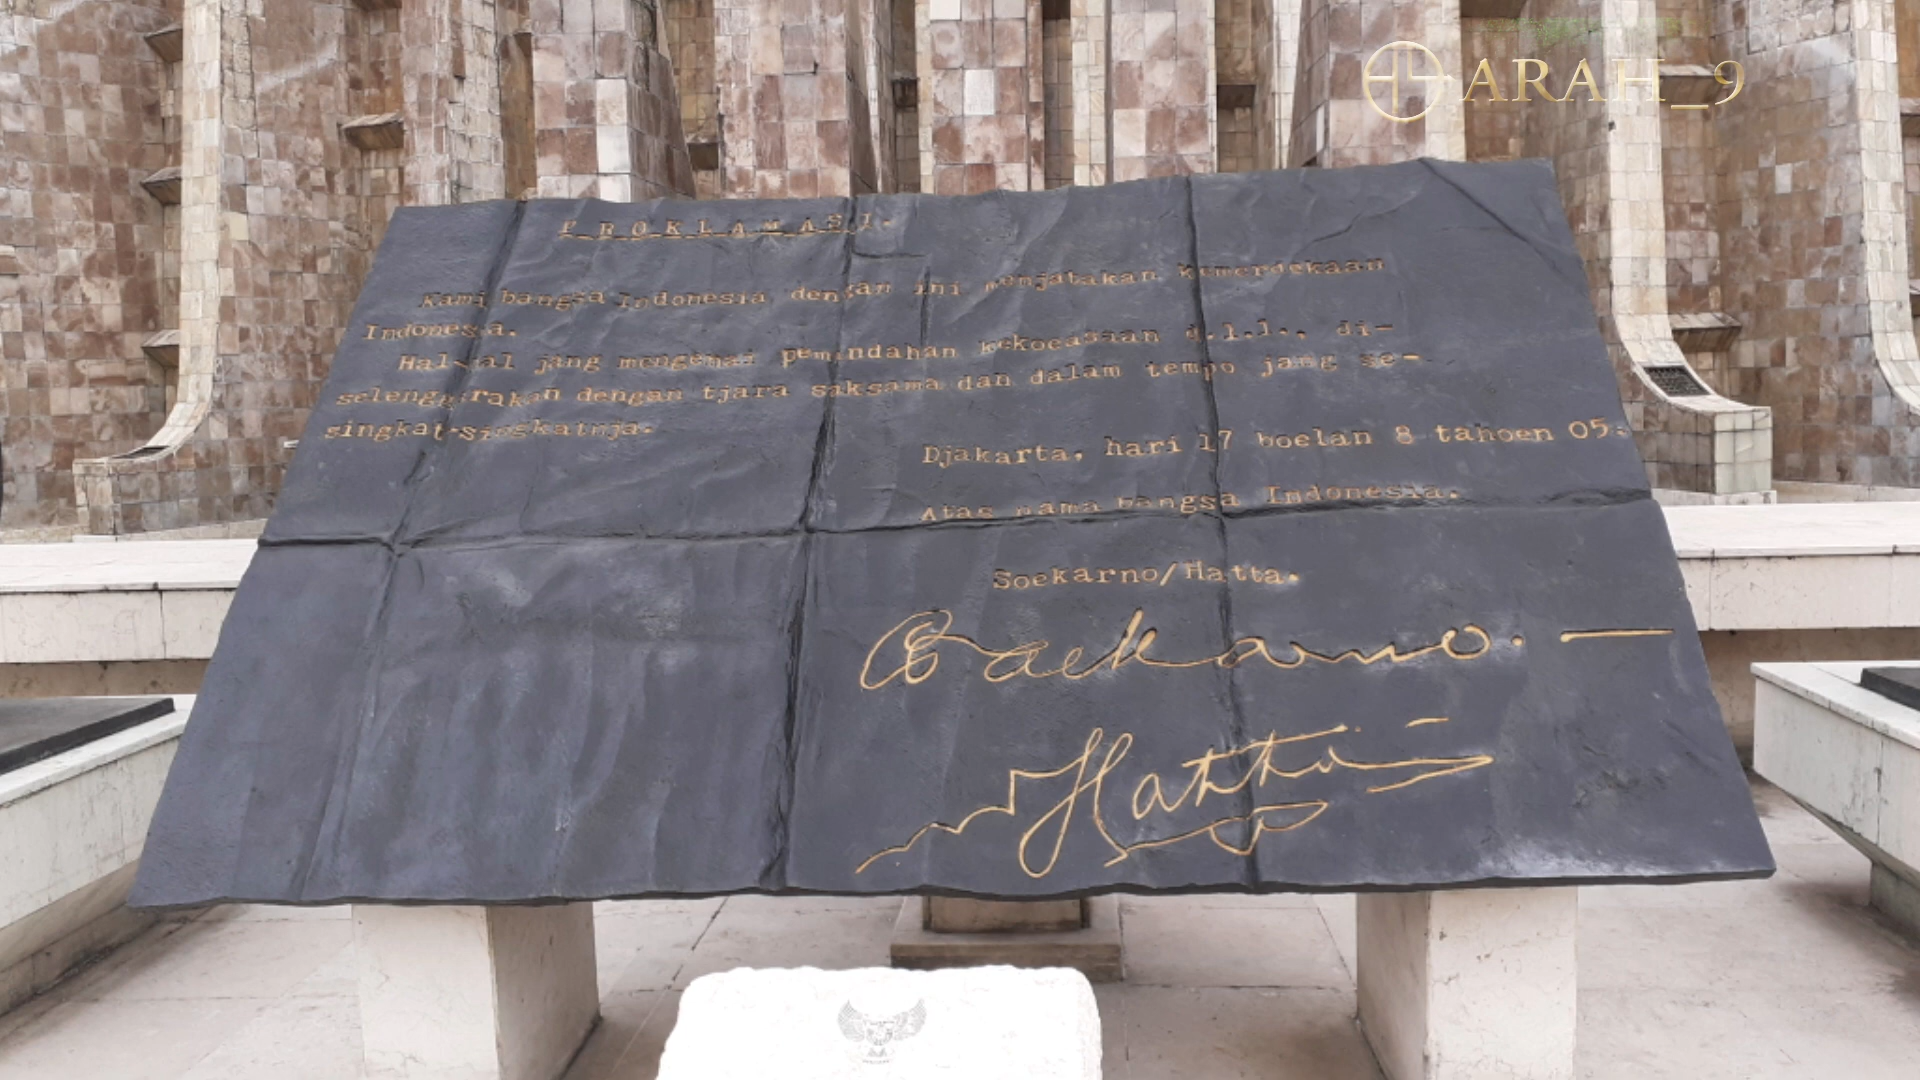 ARAH_9
PROKLAMASI.
Kami bangsa Indonesia dengan ini menjatakan kemerdekaan
Indonesia.
Hal-hal jang mengenai pemindahan kekoeasaan d.l.l., di-
selenggarakan dengan tjara saksama dan dalam tempo jang se-
singkat-singkatnja.
Djakarta, hari 17 boelan 8 tahoen 05.
Atas nama bangsa Indonesia.
Soekarno/Hatta.
Soekarno.—
Hatta